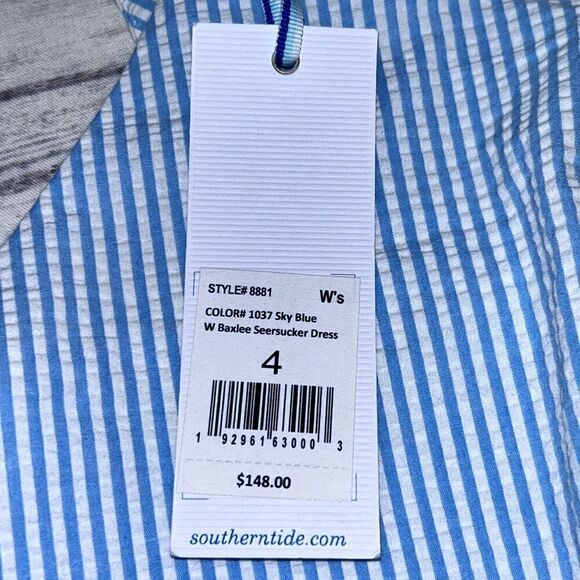 STYLE# 8881 W's
COLOR# 1037 Sky Blue
W Baxlee Seersucker Dress
4
1 92961 63000 3
$148.00
southerntide.com